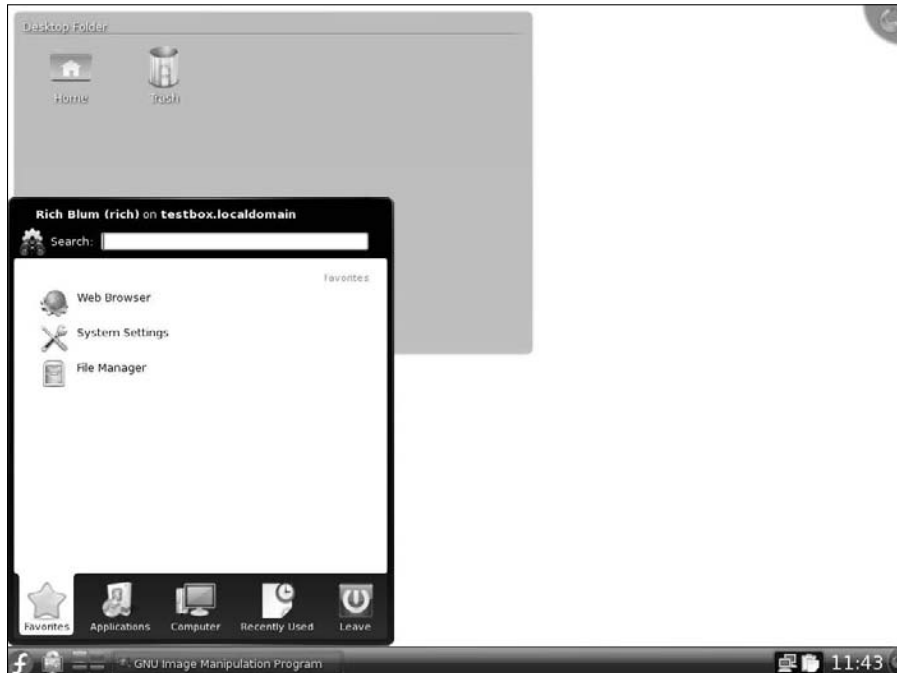 Desktop Folder
Home
Trash
Rich Blum (rich) on testbox.localdomain
Search:
Favorites
Web Browser
System Settings
File Manager
Favorites
Applications
Computer
Recently Used
Leave
GNU Image Manipulation Program
11:43